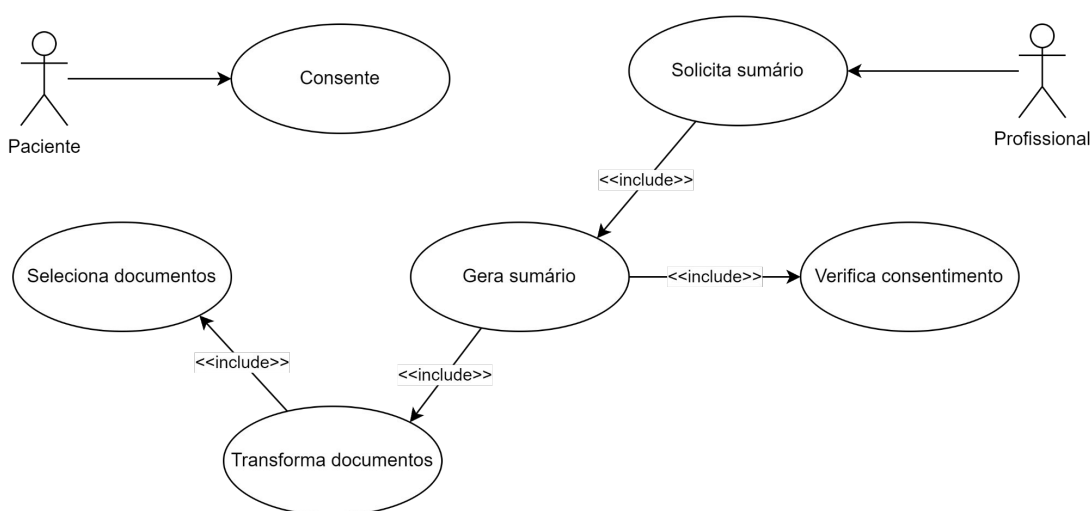 Consente
Solicita sumário
Paciente
Profissional
<<include>>
Seleciona documentos
Gera sumário
<<include>>
Verifica consentimento
<<include>>
<<include>>
Transforma documentos